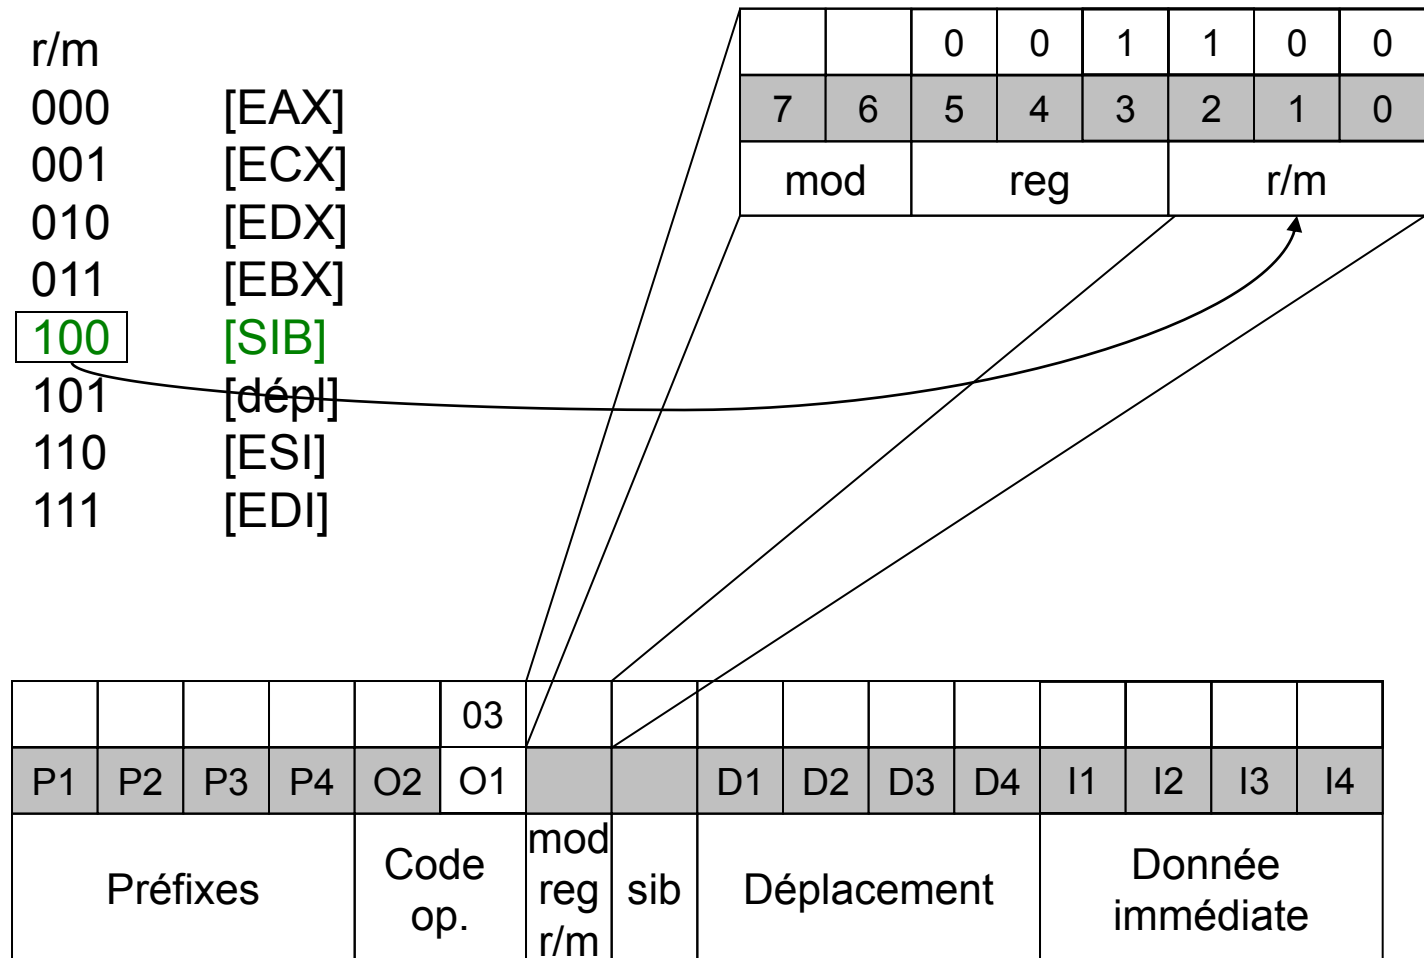 r/m
000 [EAX]
001 [ECX]
010 [EDX]
011 [EBX]
100 [SIB]
101 [dépl]
110 [ESI]
111 [EDI]
0 0 1 1 0 0
7 6 5 4 3 2 1 0
mod reg r/m
03
P1 P2 P3 P4 O2 O1 D1 D2 D3 D4 I1 I2 I3 I4
Préfixes
Code
op.
mod
reg
r/m
sib
Déplacement
Donnée
immédiate